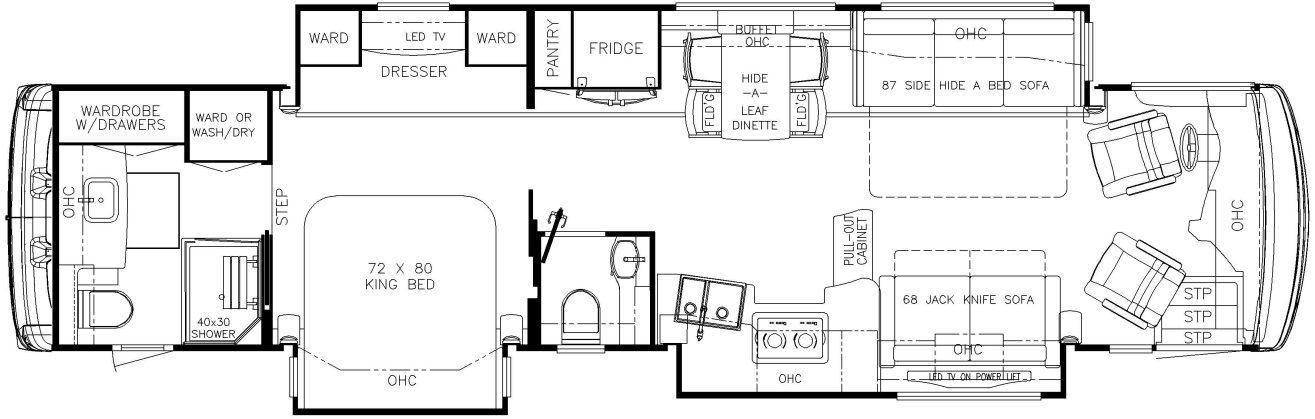 WARD
LED TV
WARD
DRESSER
PANTRY
FRIDGE
BUFFET
OHC
HIDE
-A-
LEAF
DINETTE
FLD'G
FLD'G
OHC
87 SIDE HIDE A BED SOFA
WARDROBE
W/DRAWERS
WARD OR
WASH/DRY
OHC
STEP
40x30
SHOWER
72 X 80
KING BED
OHC
PULL-OUT
CABINET
OHC
68 JACK KNIFE SOFA
OHC
LED TV ON POWER LIFT
OHC
STP
STP
STP